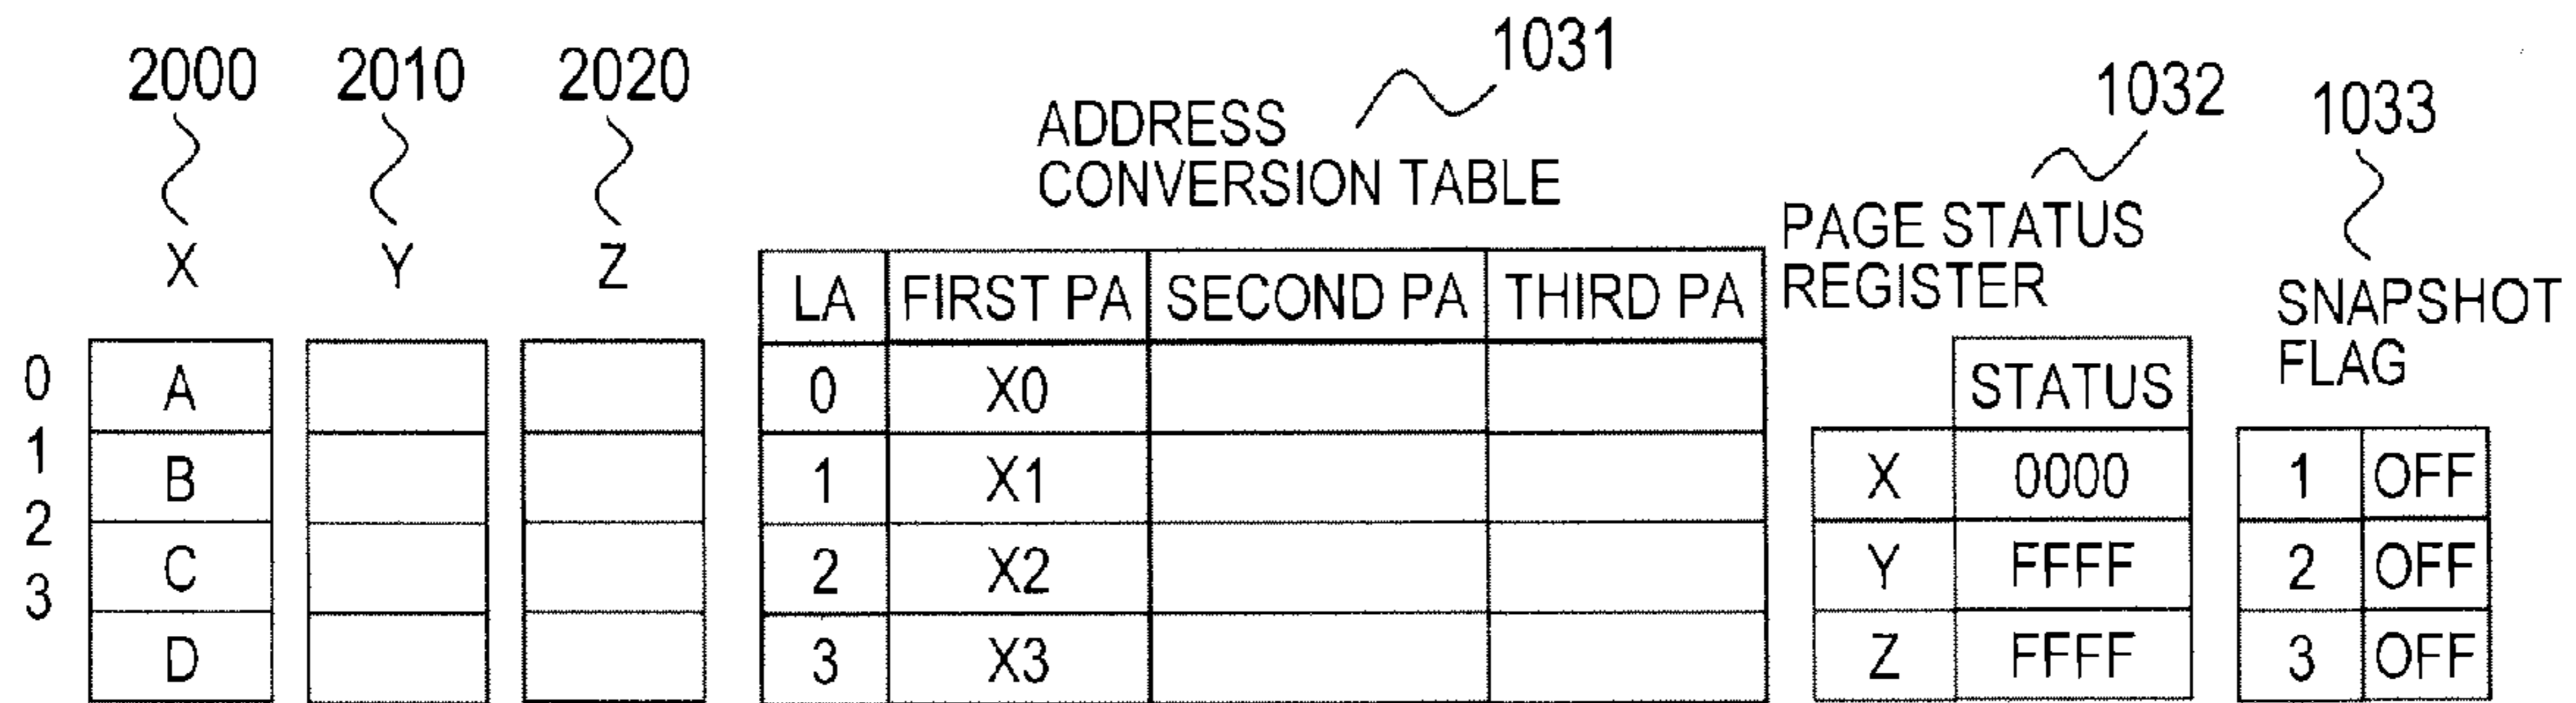 2000 2010 2020
X Y Z
0 A
1 B
2 C
3 D
1031
ADDRESS
CONVERSION TABLE
LA FIRST PA SECOND PA THIRD PA
0 X0
1 X1
2 X2
3 X3
1032
PAGE STATUS
REGISTER
STATUS
X 0000
Y FFFF
Z FFFF
1033
SNAPSHOT
FLAG
1 OFF
2 OFF
3 OFF